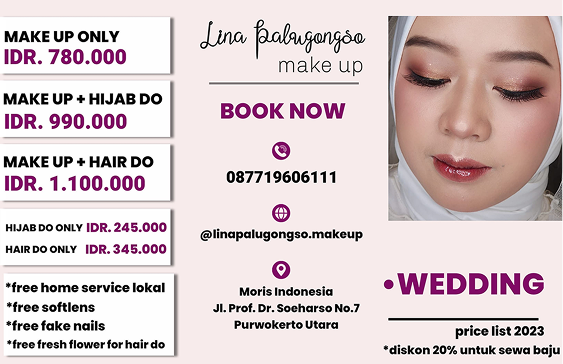 MAKE UP ONLY
IDR. 780.000
MAKE UP + HIJAB DO
IDR. 990.000
MAKE UP + HAIR DO
IDR. 1.100.000
HIJAB DO ONLY IDR. 245.000
HAIR DO ONLY IDR. 345.000
*free home service lokal
*free softlens
*free fake nails
*free fresh flower for hair do
Lina Palugongso
make up
BOOK NOW
087719606111
@linapalugongso.makeup
Moris Indonesia
Jl. Prof. Dr. Soeharso No.7
Purwokerto Utara
•WEDDING
price list 2023
*diskon 20% untuk sewa baju